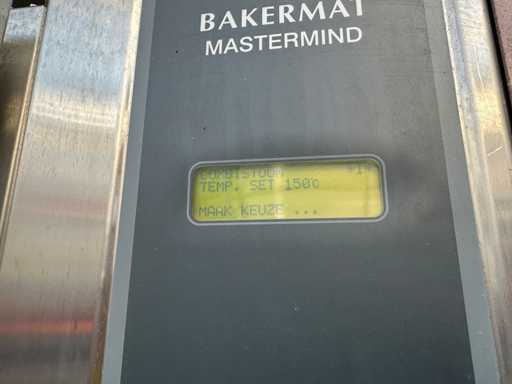 BAKERMAT
MASTERMIND
COMBISTOOM
TEMP. SET 150°C
MAAK KEUZE ...